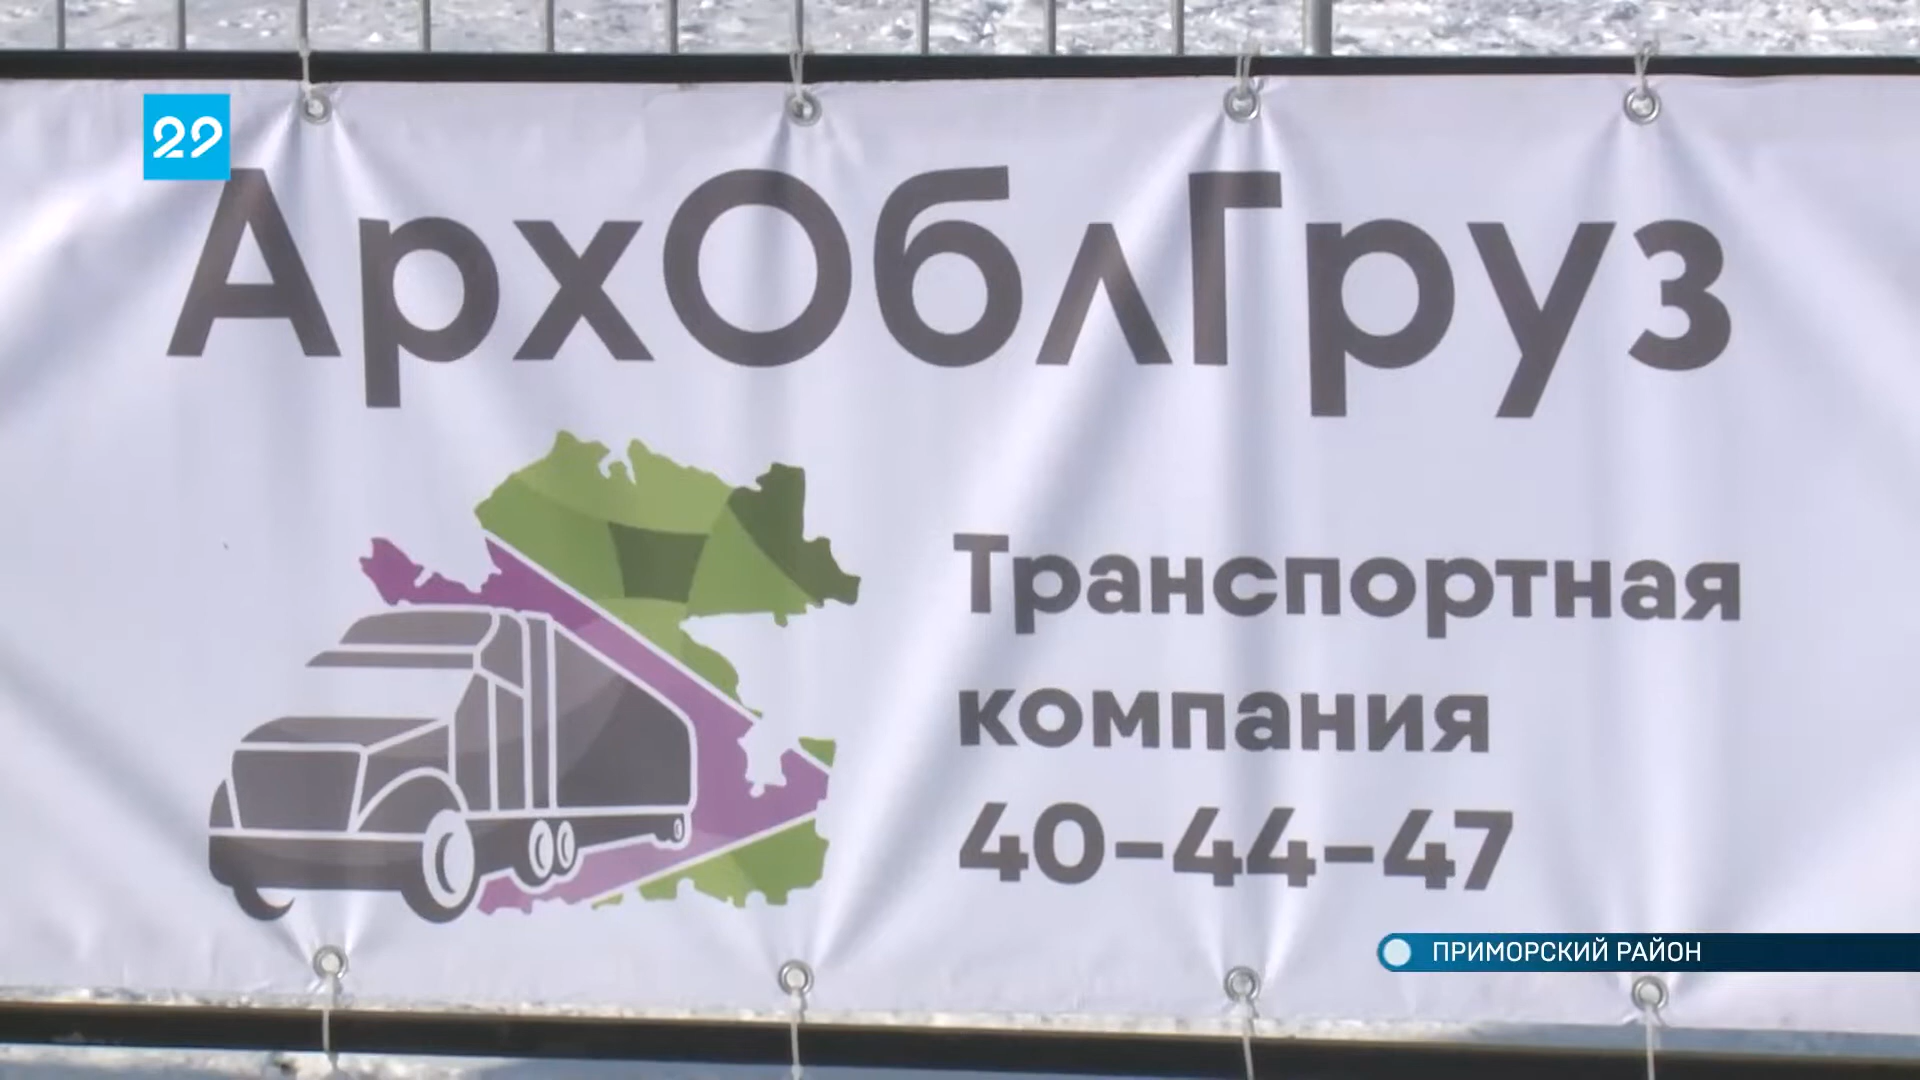 29
АрхОблГруз
Транспортная
компания
40-44-47
ПРИМОРСКИЙ РАЙОН